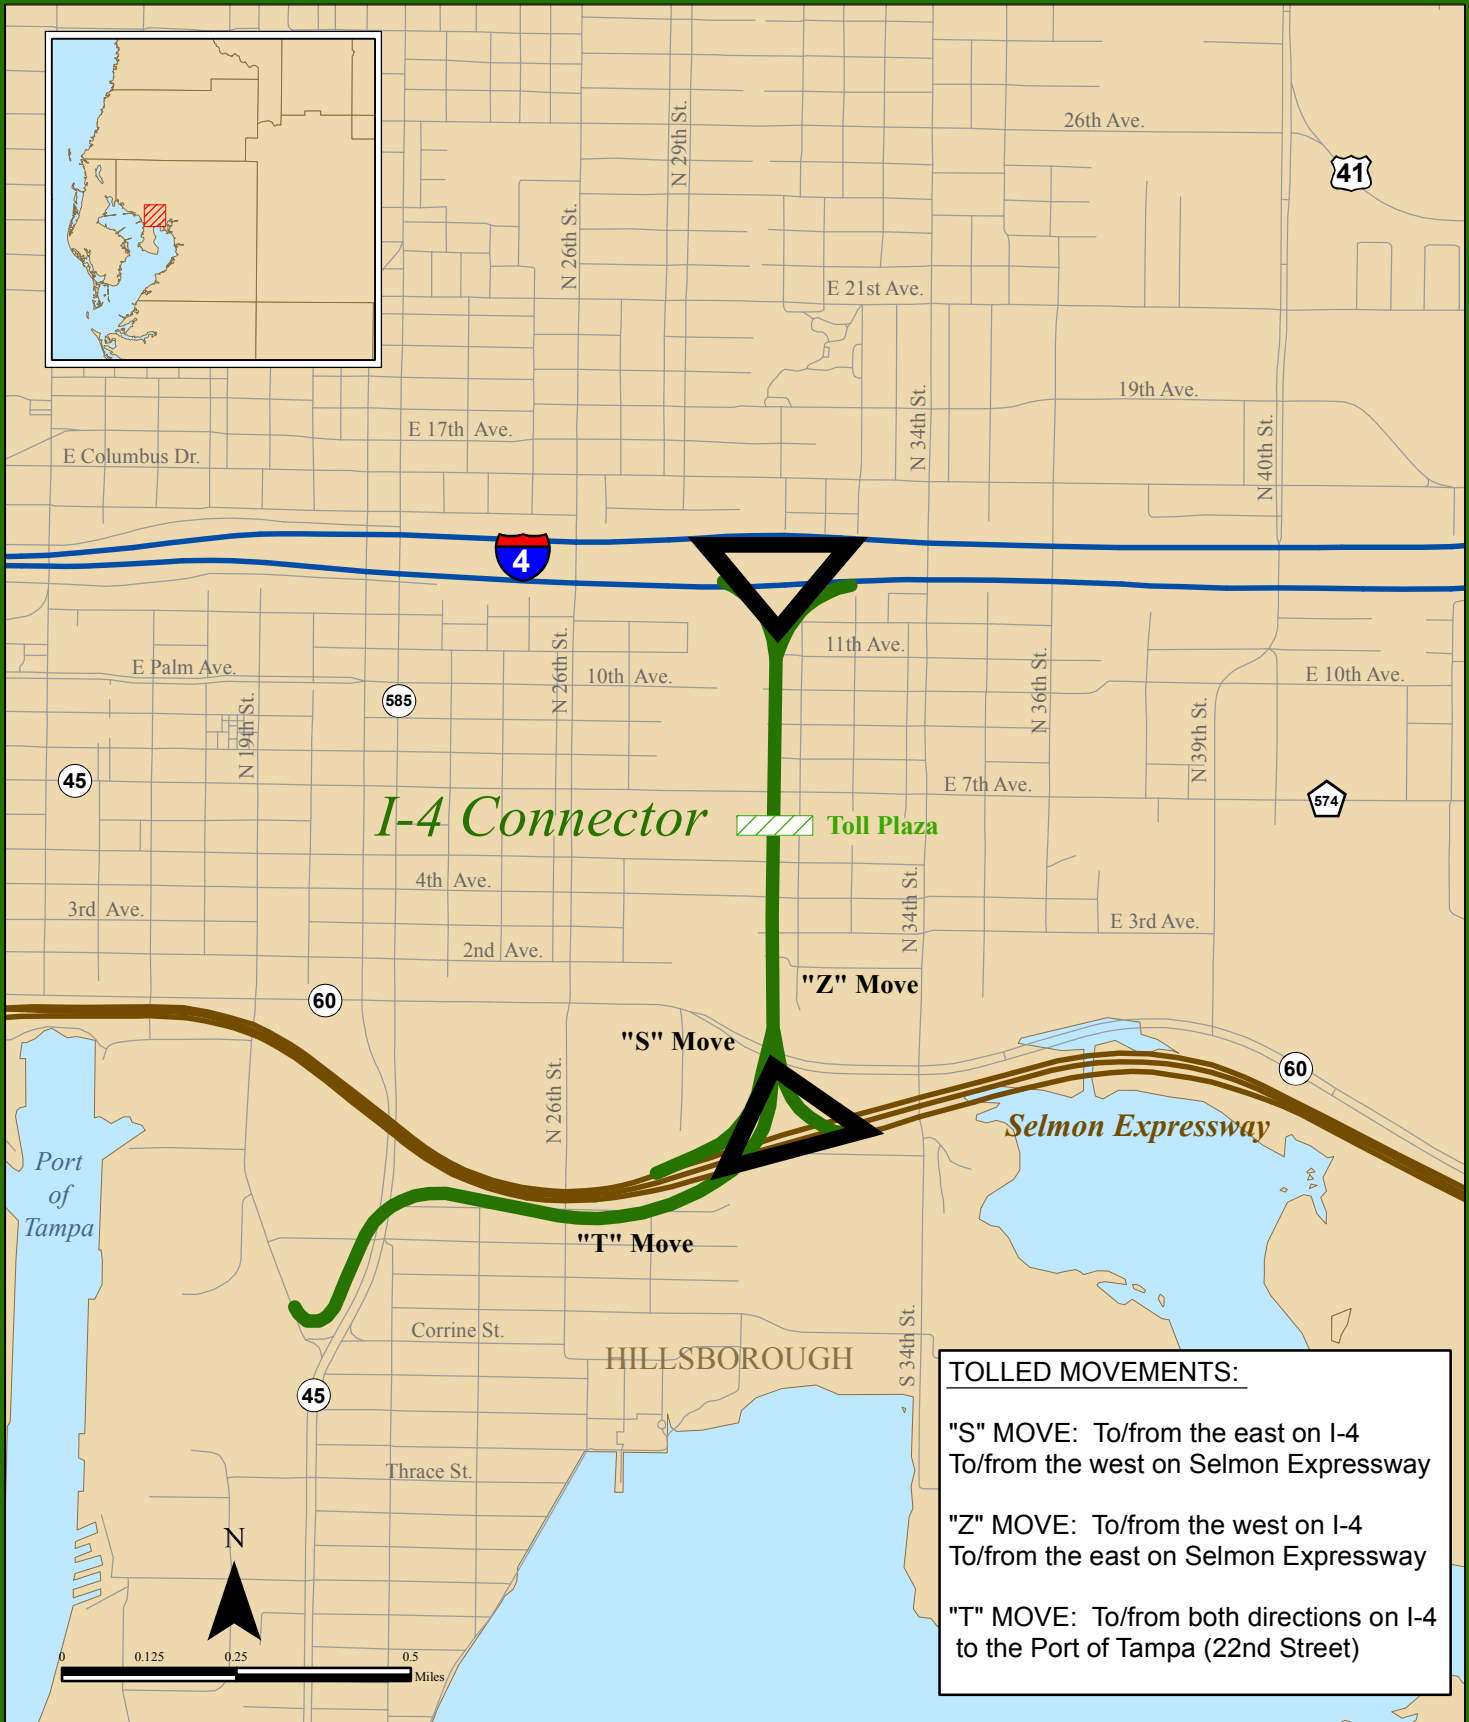 26th Ave.
41
N 29th St.
N 26th St.
E 21st Ave.
19th Ave.
N 34th St.
E 17th Ave.
N 40th St.
E Columbus Dr.
4
11th Ave.
N 26th St.
N 36th St.
E Palm Ave.
10th Ave.
E 10th Ave.
585
N 19th St.
N 39th St.
45
E 7th Ave.
574
I-4 Connector
Toll Plaza
4th Ave.
N 34th St.
3rd Ave.
E 3rd Ave.
2nd Ave.
"Z" Move
60
"S" Move
60
N 26th St.
Selmon Expressway
Port
of
Tampa
"T" Move
Corrine St.
S 34th St.
HILLSBOROUGH
45
Thrace St.
N
0 0.125 0.25 0.5
Miles
TOLLED MOVEMENTS:
"S" MOVE: To/from the east on I-4
To/from the west on Selmon Expressway
"Z" MOVE: To/from the west on I-4
To/from the east on Selmon Expressway
"T" MOVE: To/from both directions on I-4
to the Port of Tampa (22nd Street)